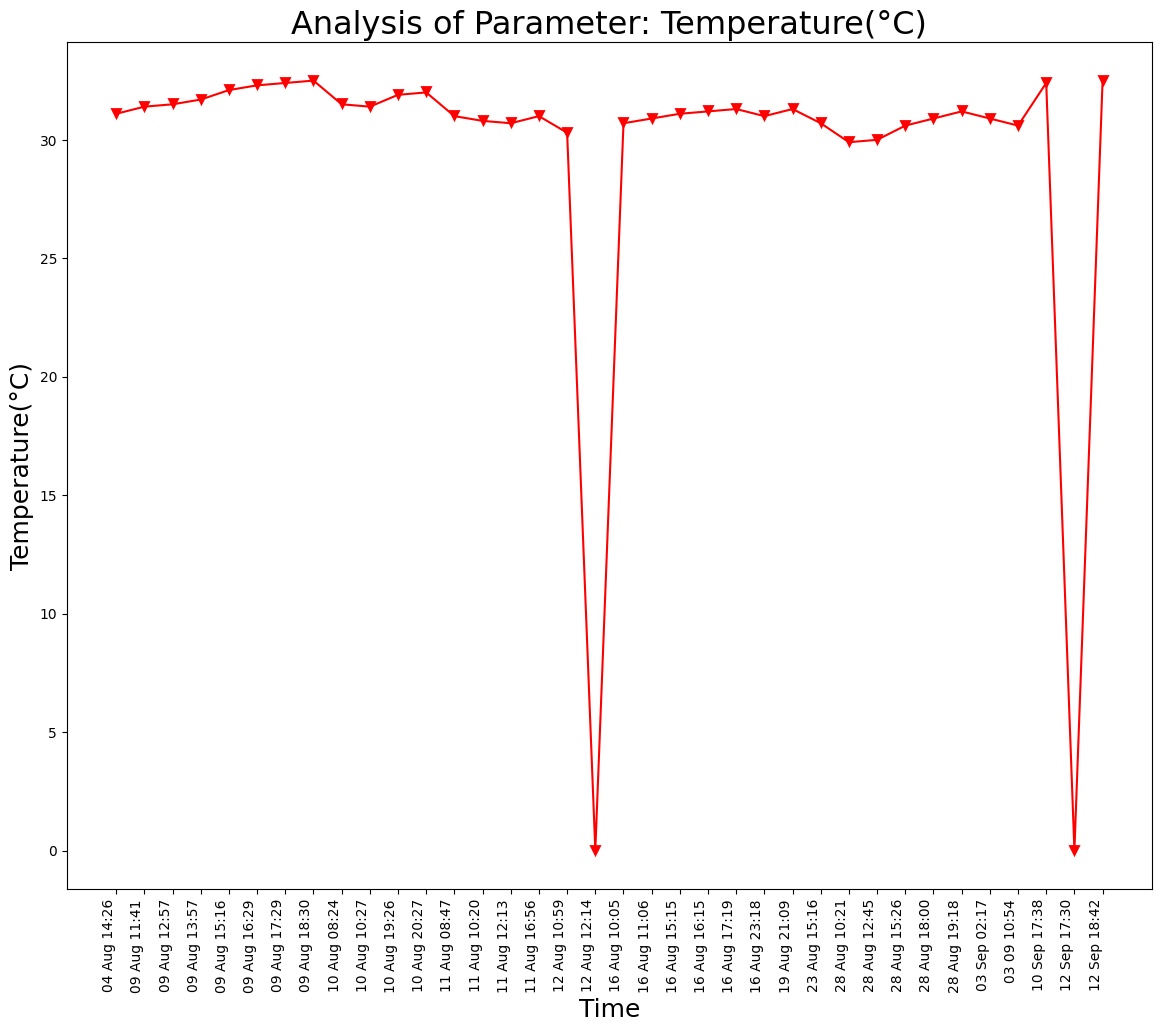 Analysis of Parameter: Temperature(°C)
Temperature(°C)
30
25
20
15
10
5
0
04 Aug 14:26
09 Aug 11:41
09 Aug 12:57
09 Aug 13:57
09 Aug 15:16
09 Aug 16:29
09 Aug 17:29
09 Aug 18:30
10 Aug 08:24
10 Aug 10:27
10 Aug 19:26
10 Aug 20:27
11 Aug 08:47
11 Aug 10:20
11 Aug 12:13
11 Aug 16:56
12 Aug 10:59
12 Aug 12:14
16 Aug 10:05
16 Aug 11:06
16 Aug 15:15
16 Aug 16:15
16 Aug 17:19
16 Aug 23:18
19 Aug 21:09
23 Aug 15:16
28 Aug 10:21
28 Aug 12:45
28 Aug 15:26
28 Aug 18:00
28 Aug 19:18
03 Sep 02:17
03 09 10:54
10 Sep 17:38
12 Sep 17:30
12 Sep 18:42
Time